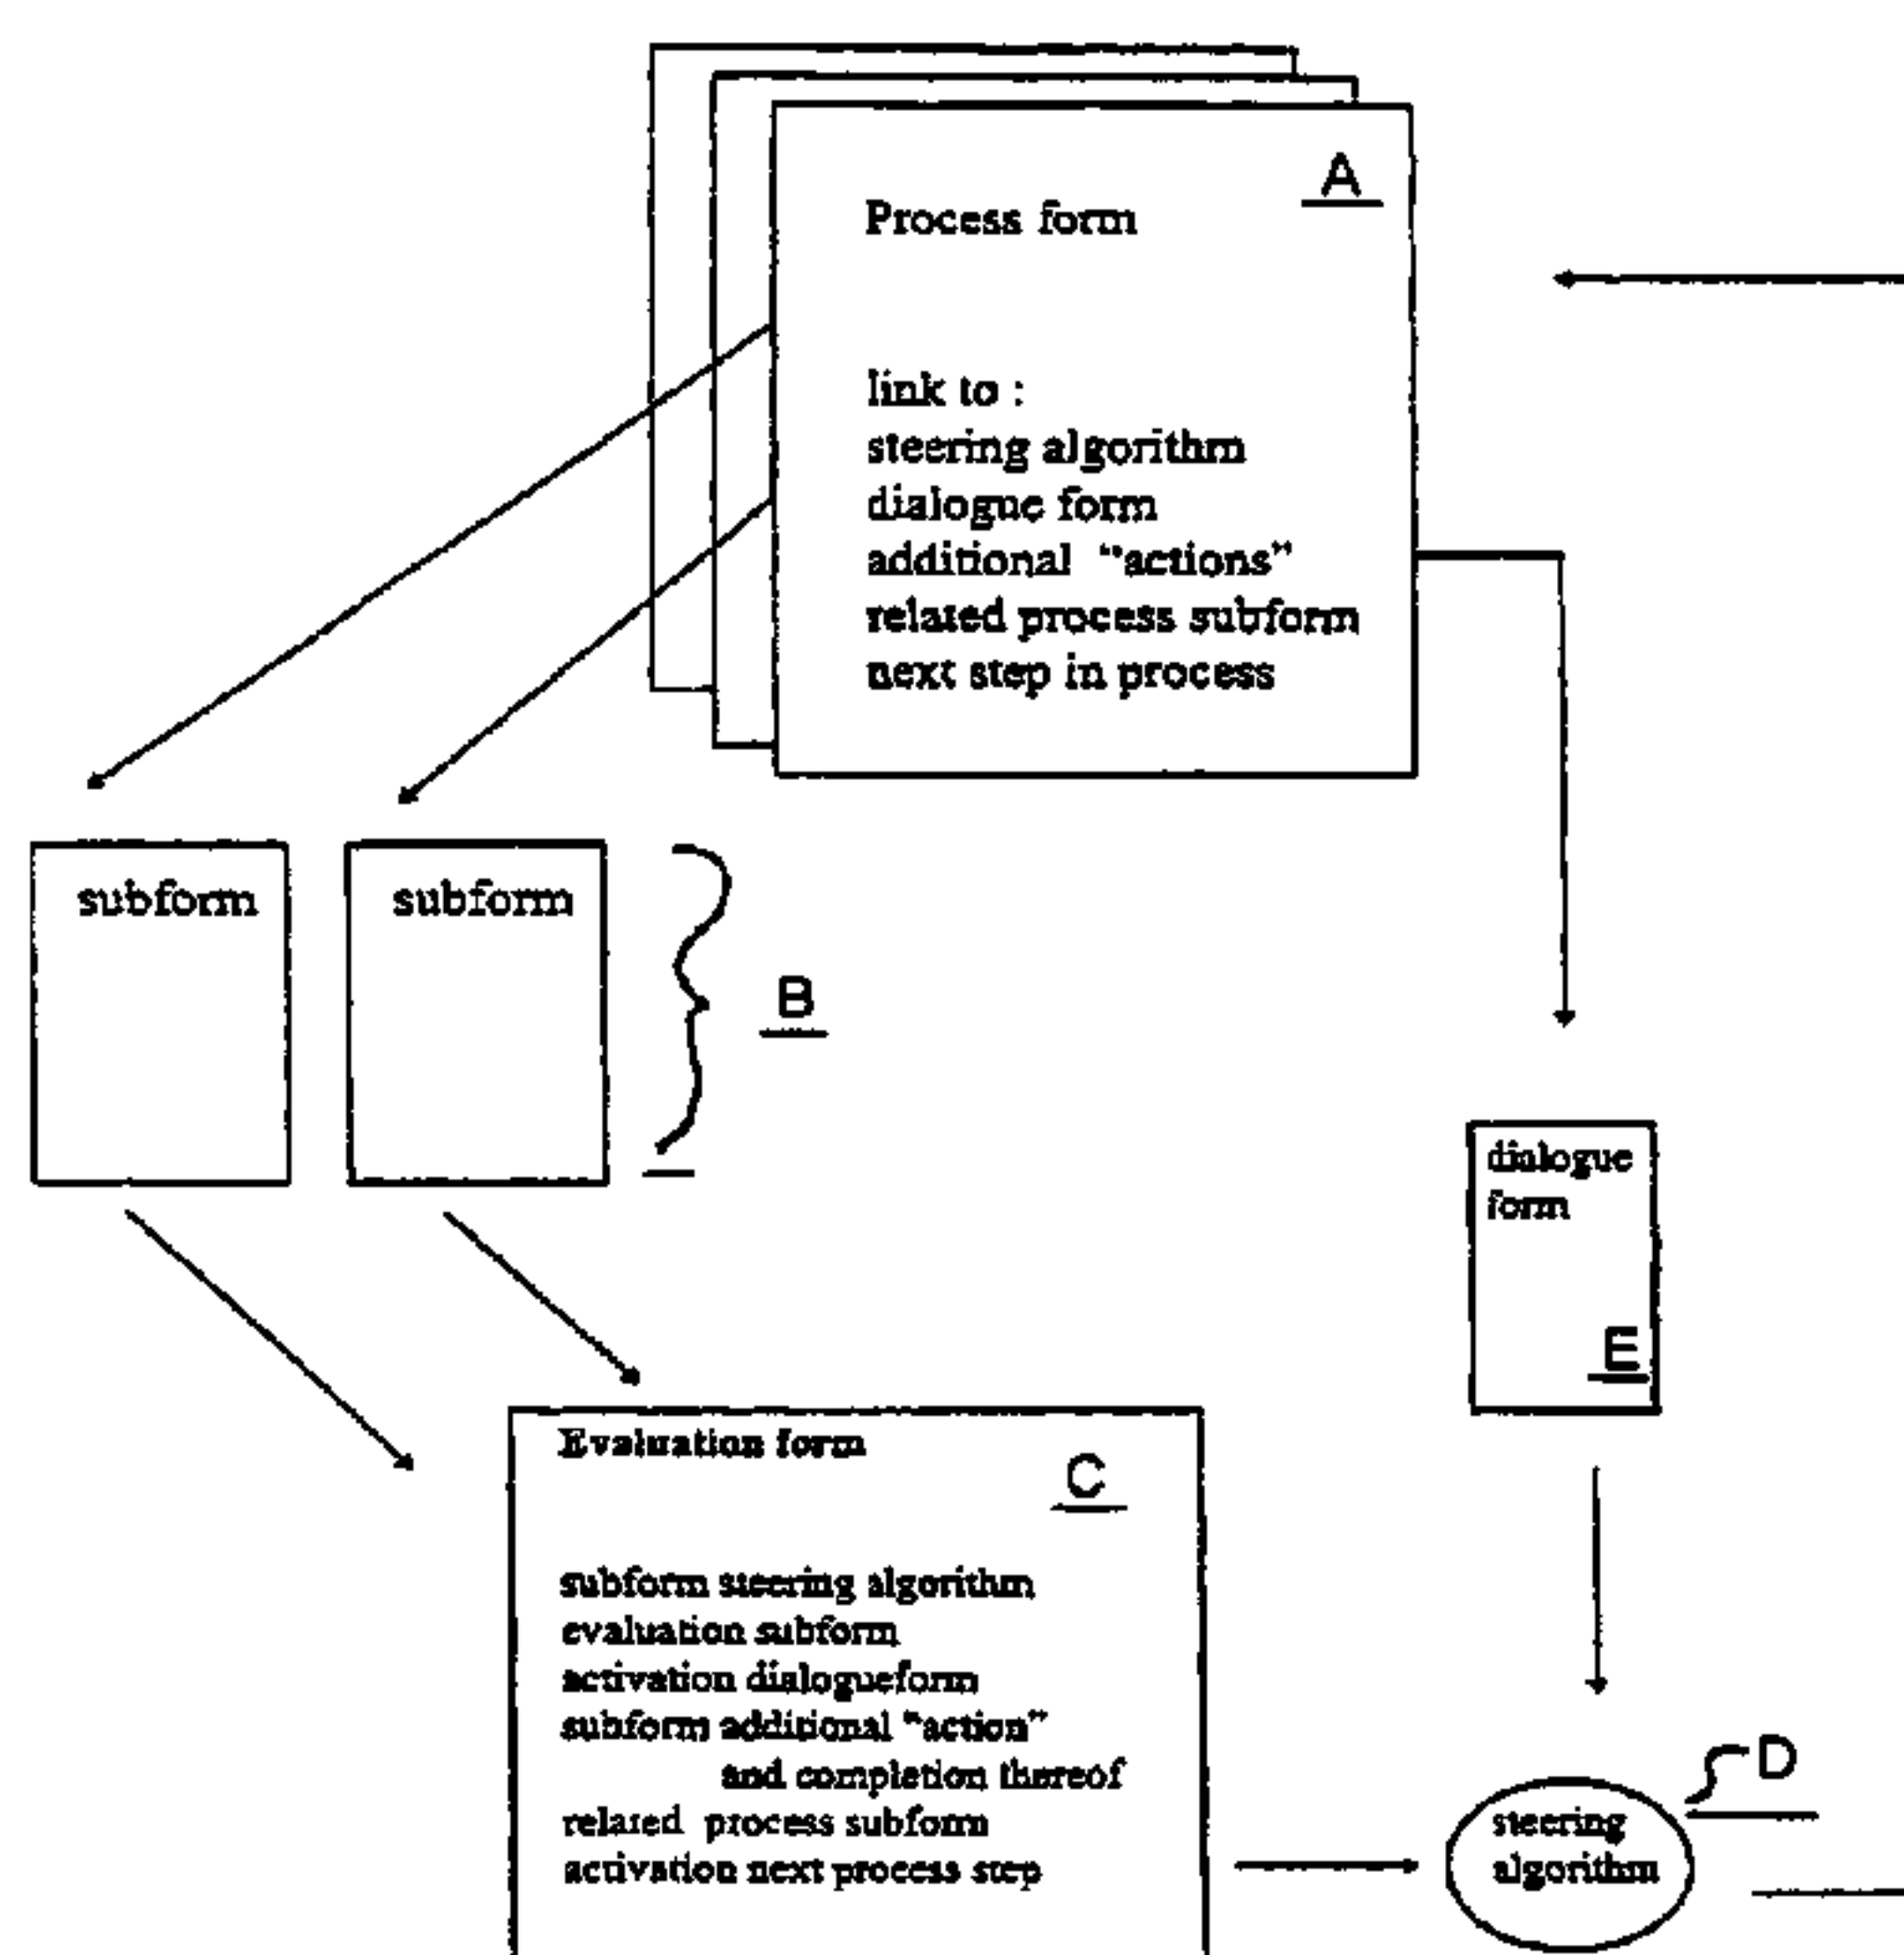 A
Process form
link to :
steering algorithm
dialogue form
additional "actions"
related process subform
next step in process
subform
subform
B
dialogue
form
E
Evaluation form
C
subform steering algorithm
evaluation subform
activation dialogueform
subform additional "action"
and completion thereof
related process subform
activation next process step
D
steering
algorithm